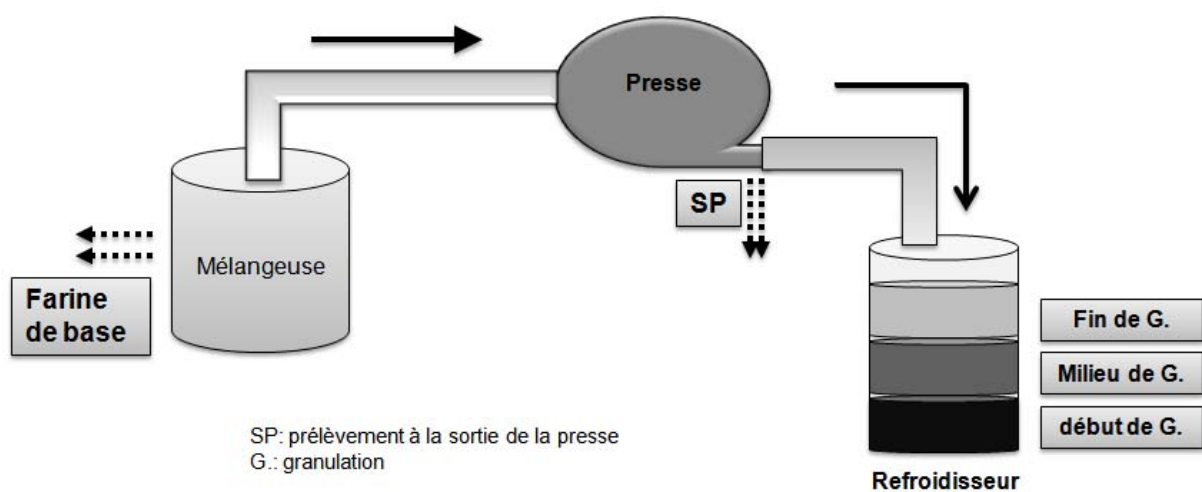 Presse
SP
Mélangeuse
Farine
de base
Fin de G.
Milieu de G.
début de G.
SP: prélèvement à la sortie de la presse
G.: granulation
Refroidisseur